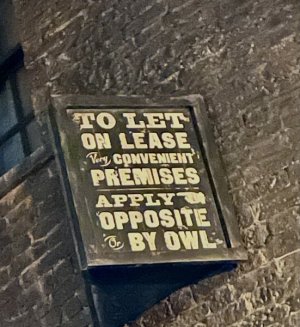 TO LET
ON LEASE
Very CONVENIENT
PREMISES
APPLY
OPPOSITE
Or BY OWL